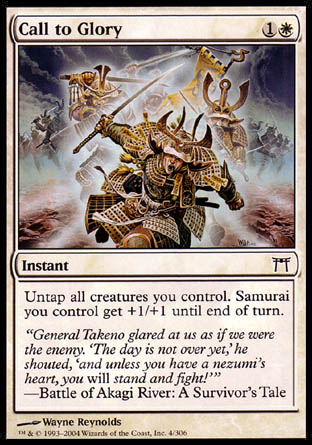 Call to Glory 1
Instant
Untap all creatures you control. Samurai
you control get +1/+1 until end of turn.
"General Takeno glared at us as if we were
the enemy. 'The day is not over yet,' he
shouted, 'and unless you have a nezumi's
heart, you will stand and fight!'"
—Battle of Akagi River: A Survivor's Tale
Wayne Reynolds
™ & © 1993–2004 Wizards of the Coast, Inc. 4/306